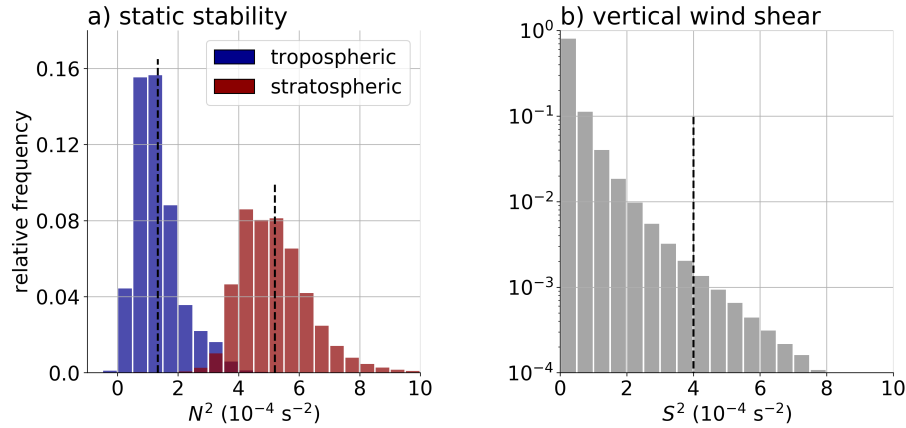 a) static stability
tropospheric
stratospheric
relative frequency
0.16
0.12
0.08
0.04
0.0
0 2 4 6 8 10
N² (10⁻⁴ s⁻²)
b) vertical wind shear
10⁰
10⁻¹
10⁻²
10⁻³
10⁻⁴
0 2 4 6 8 10
S² (10⁻⁴ s⁻²)